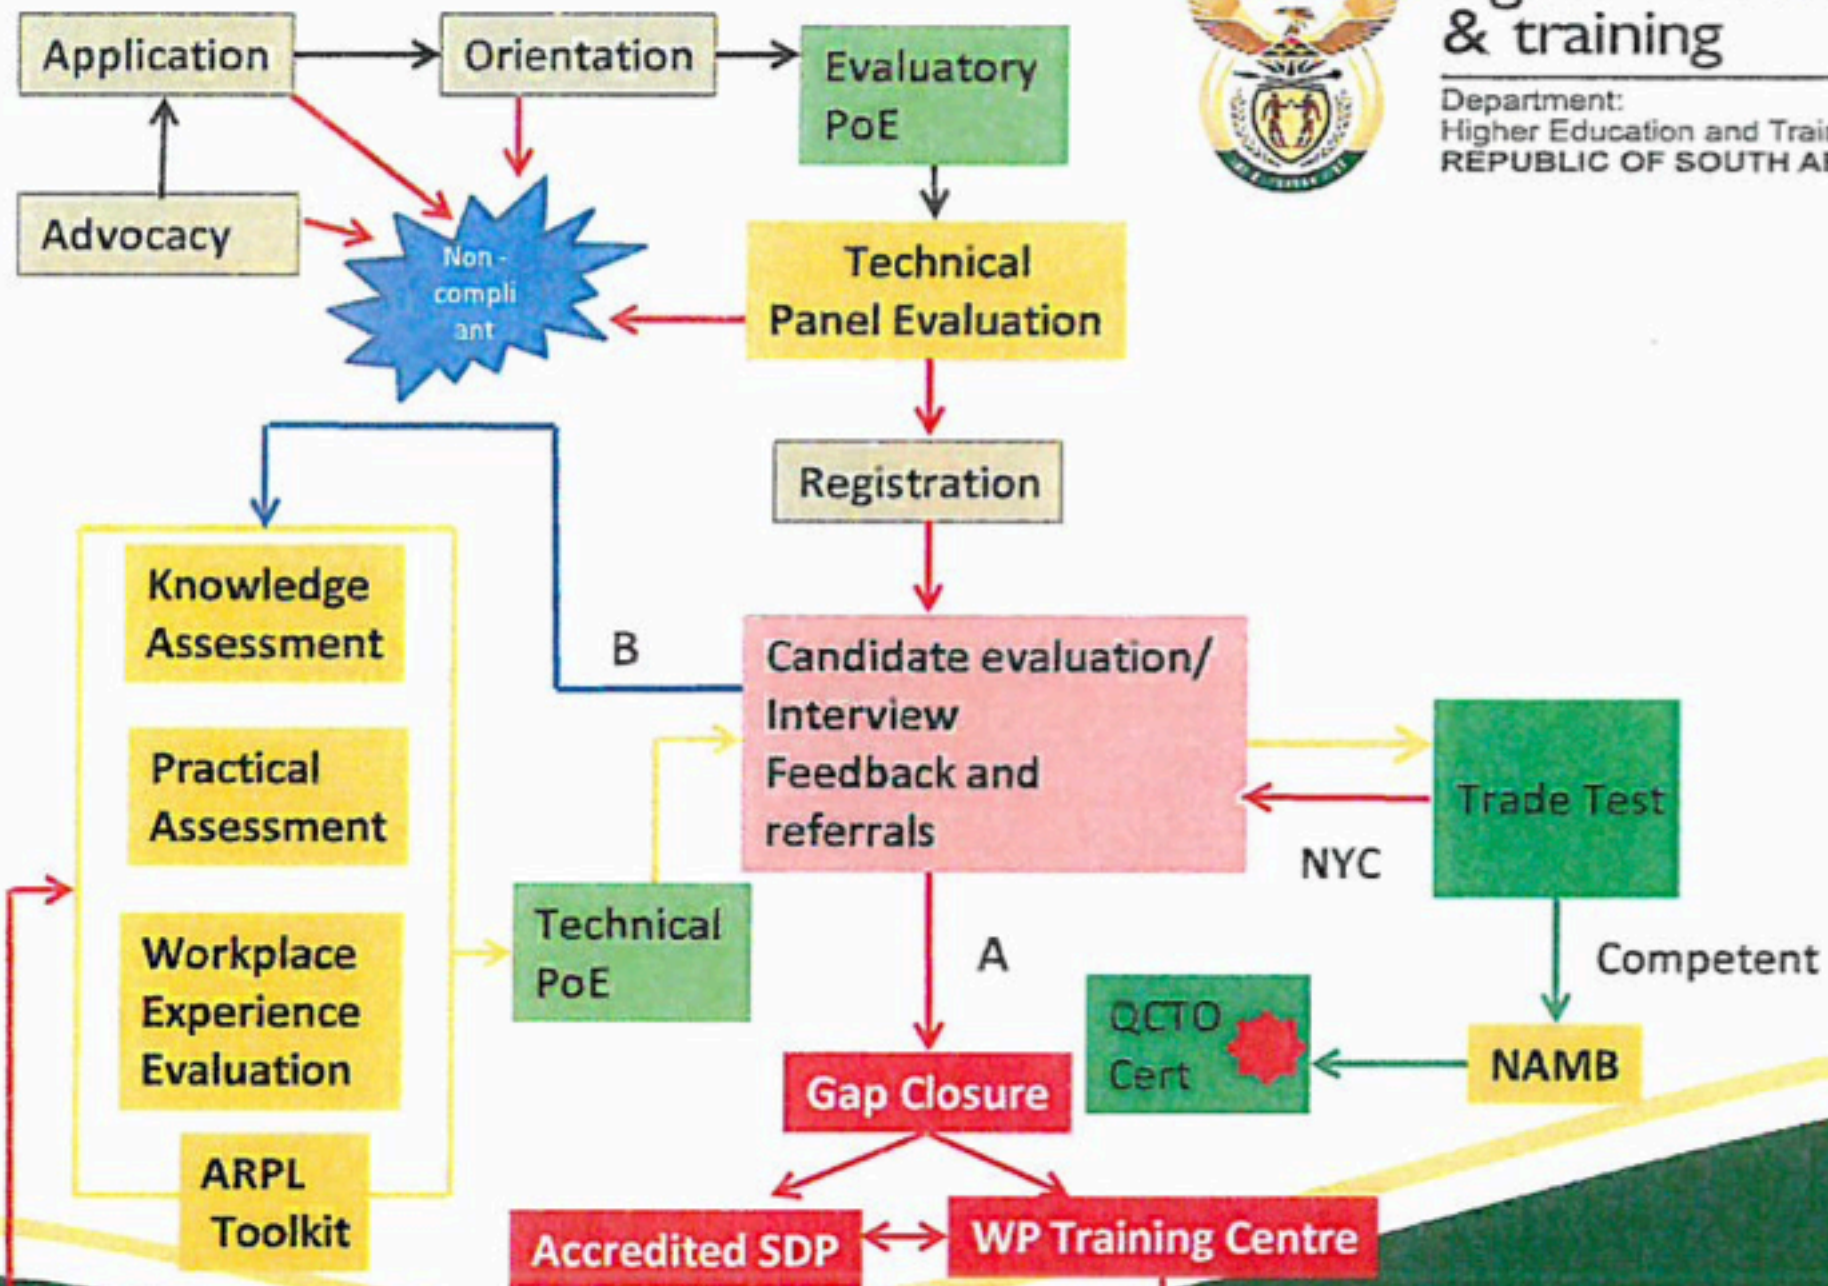 Application
Orientation
Evaluatory
PoE
& training
Department:
Higher Education and
REPUBLIC OF SOUTH
Advocacy
Non -
compli
ant
Technical
Panel Evaluation
Registration
Knowledge
Assessment
B
Candidate evaluation/
Interview
Feedback and
referrals
Practical
Assessment
Trade Test
NYC
Technical
PoE
Workplace
Experience
Evaluation
A
Competent
QCTO
Cert
NAMB
Gap Closure
ARPL
Toolkit
Accredited SDP
WP Training Centre